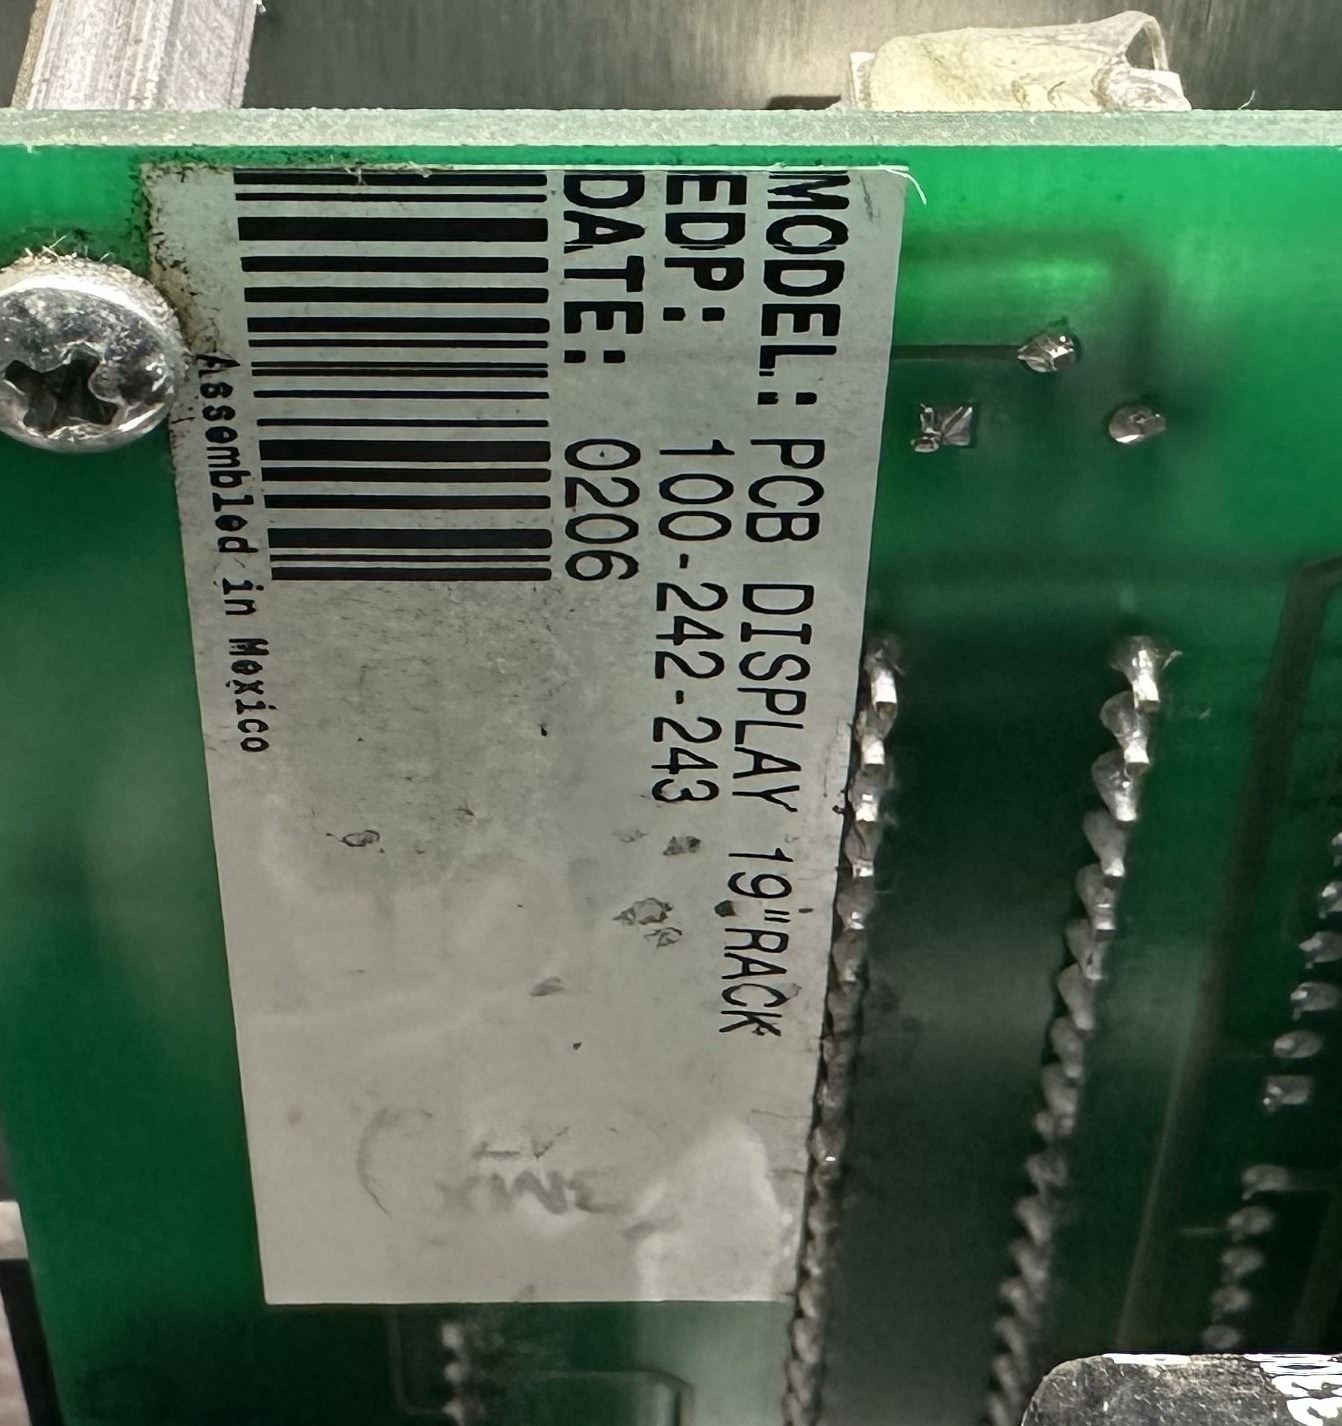 MODEL: PCB DISPLAY 19"RACK
EDP: 100-242-243
DATE: 0206
Assembled in Mexico